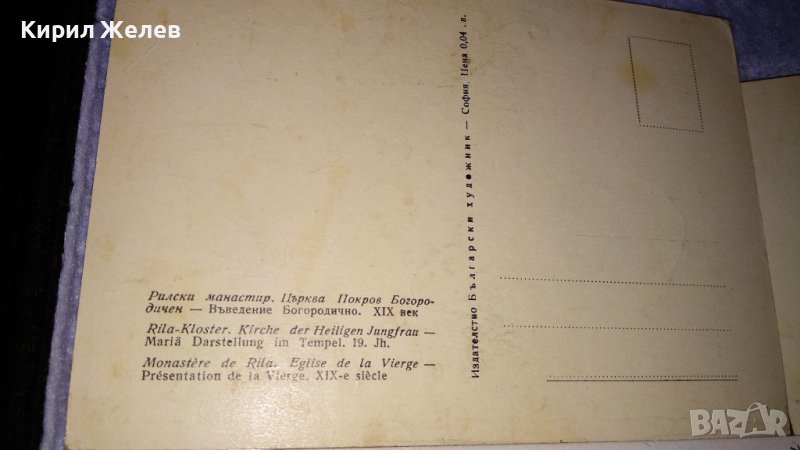 Кирил Желев
Рилски манастир. Църква Покров Богоро-
дичен — Въведение Богородично. XIX век
Rila-Kloster. Kirche der Heiligen Jungfrau —
Mariä Darstellung im Tempel. 19. Jh.
Monastère de Rila. Eglise de la Vierge —
Présentation de la Vierge. XIX-e siècle
Издателство Български художник — София. Цена 0,04 лв.
BAZAR